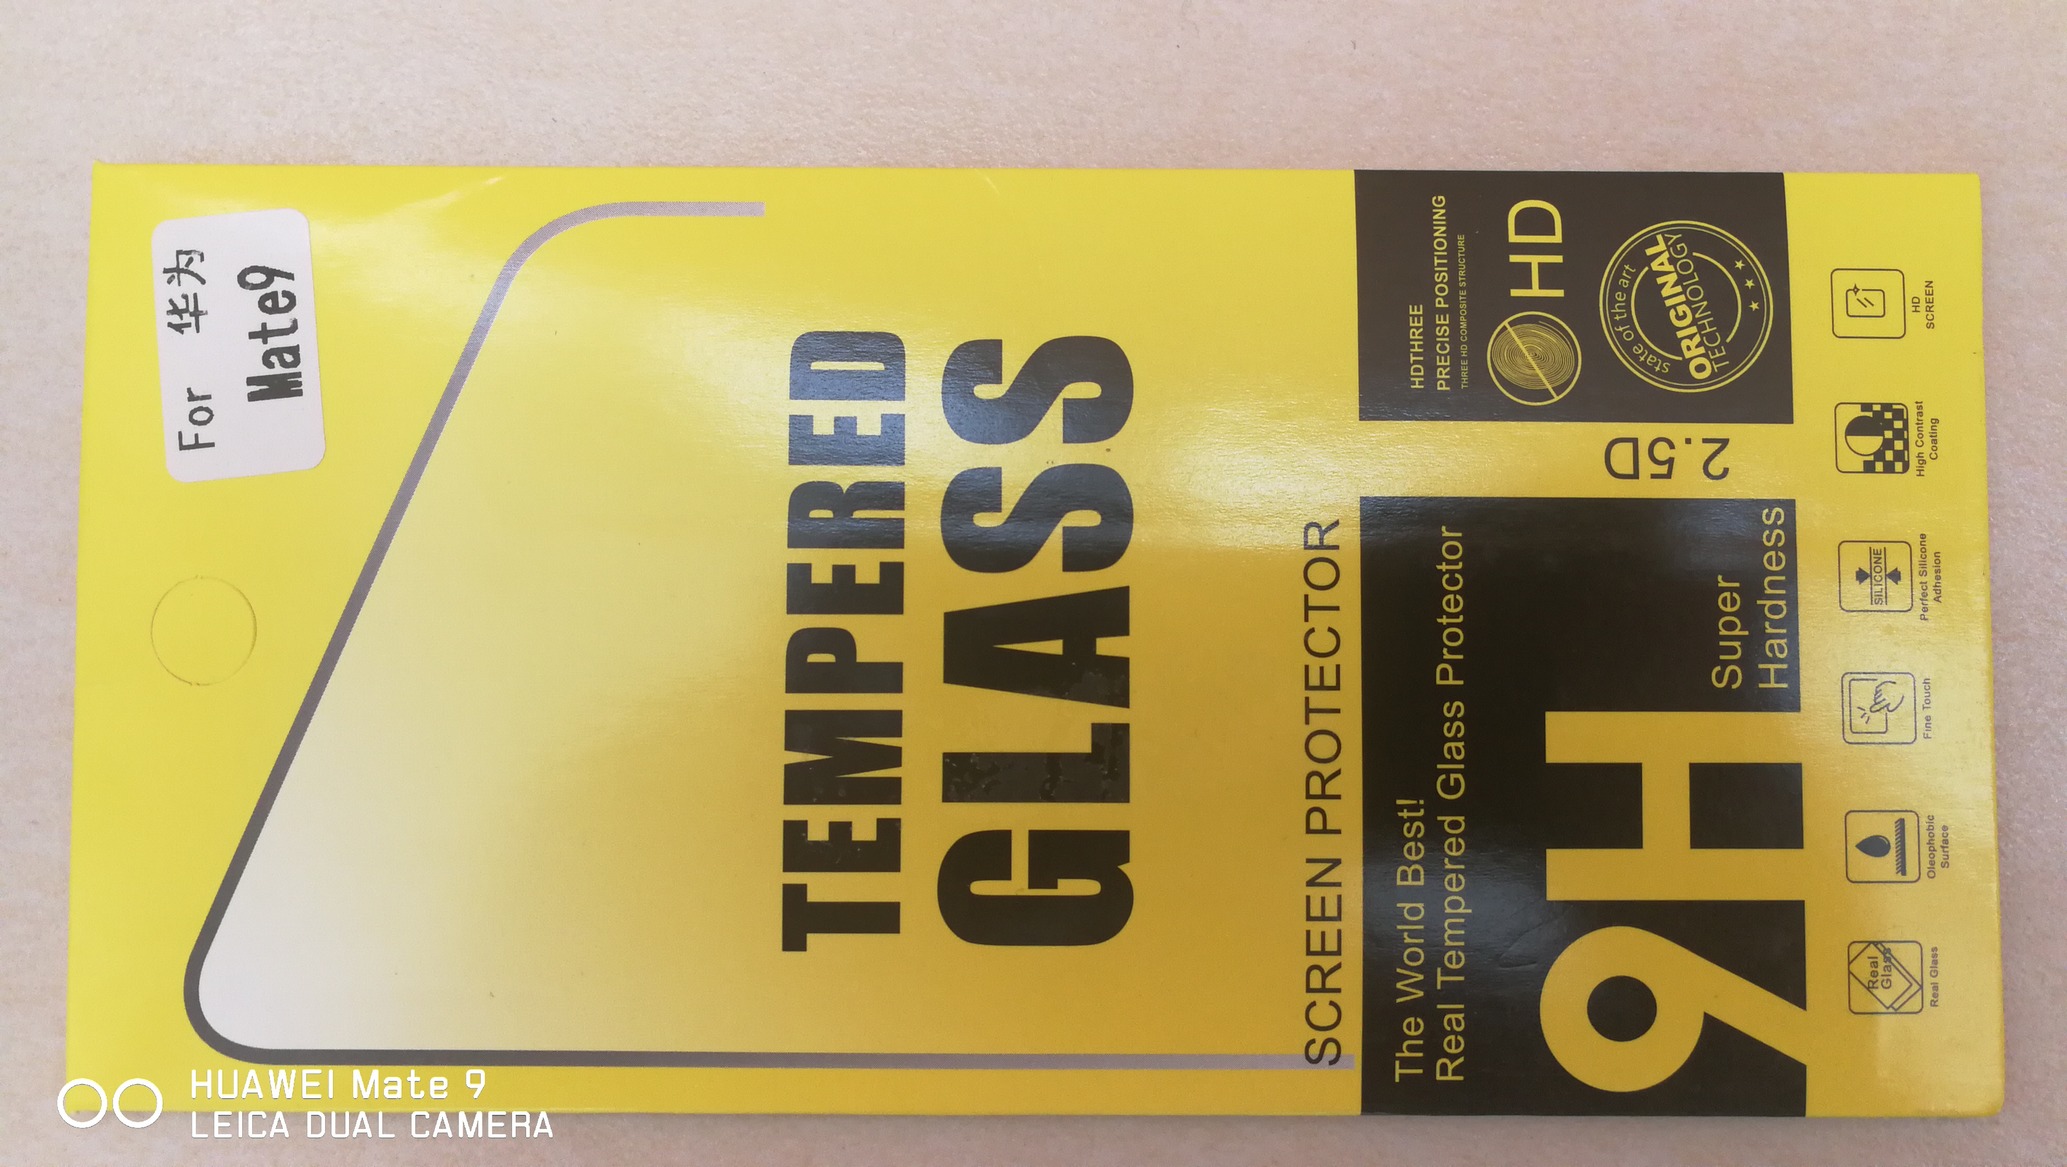 For 华为
Mate9
TEMPERED
GLASS
SCREEN PROTECTOR
The World Best!
Real Tempered Glass Protector
9H
Super
Hardness
2.5D
HDTHREE
PRECISE POSITIONING
THREE HD COMPOSITE STRUCTURE
HD
state of the art
ORIGINAL
TECHNOLOGY
Real
Glass
Real Glass
Oleophobic
Surface
Fine Touch
SILICONE
Perfect Silicone
Adhesion
High Contrast
Coating
HD
SCREEN
HUAWEI Mate 9
LEICA DUAL CAMERA